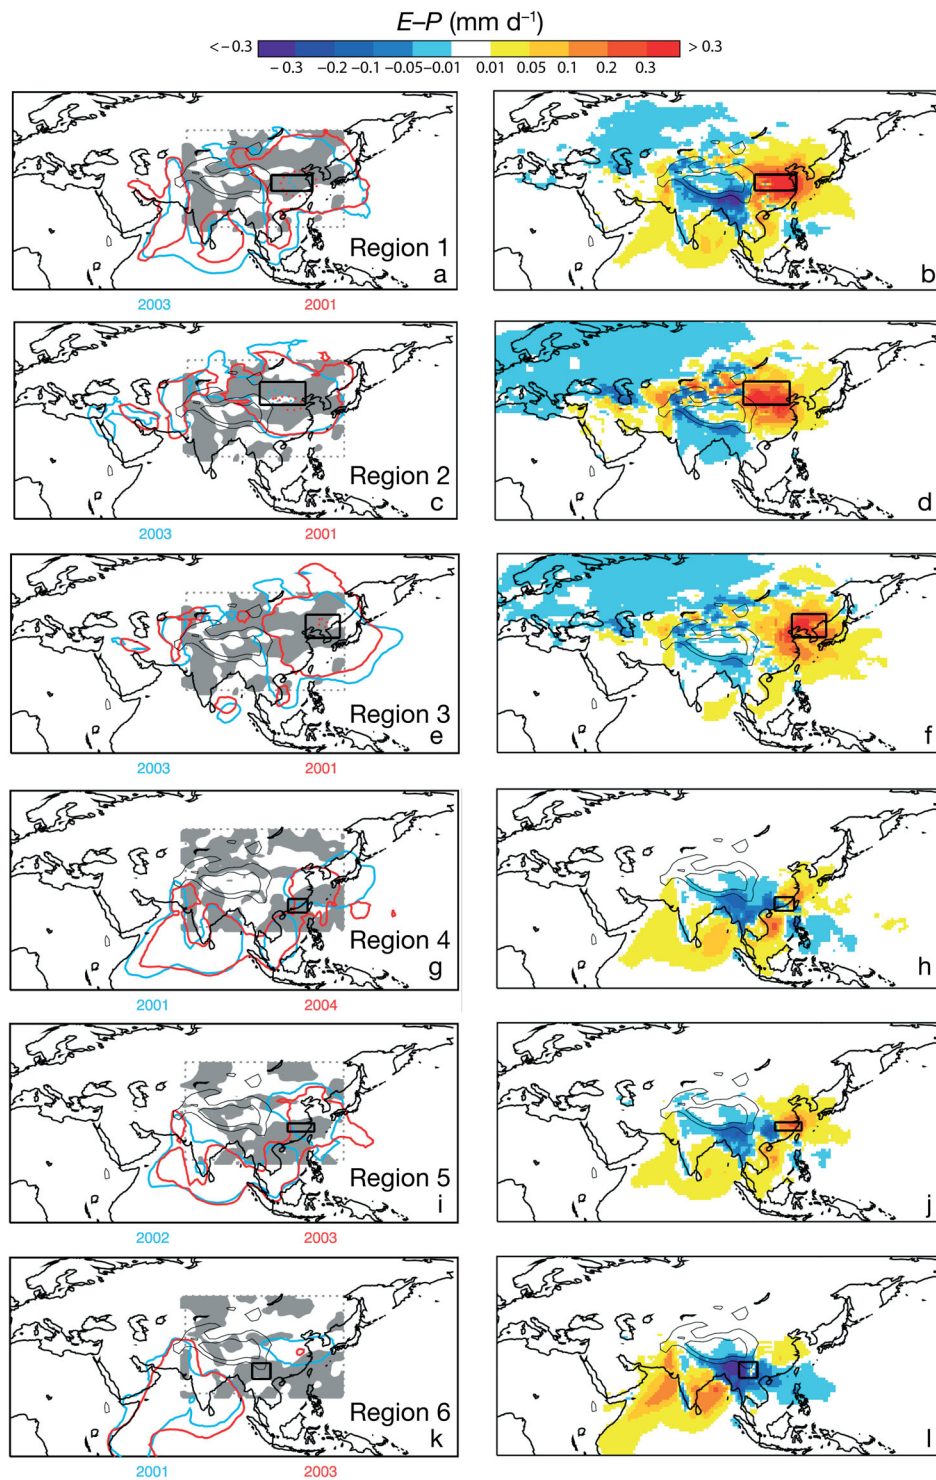 E–P (mm d⁻¹)
<–0.3 >0.3
–0.3 –0.2 –0.1 –0.05 –0.01 0.01 0.05 0.1 0.2 0.3
Region 1
a b
2003 2001
Region 2
c d
2003 2001
Region 3
e f
2003 2001
Region 4
g h
2001 2004
Region 5
i j
2002 2003
Region 6
k l
2001 2003